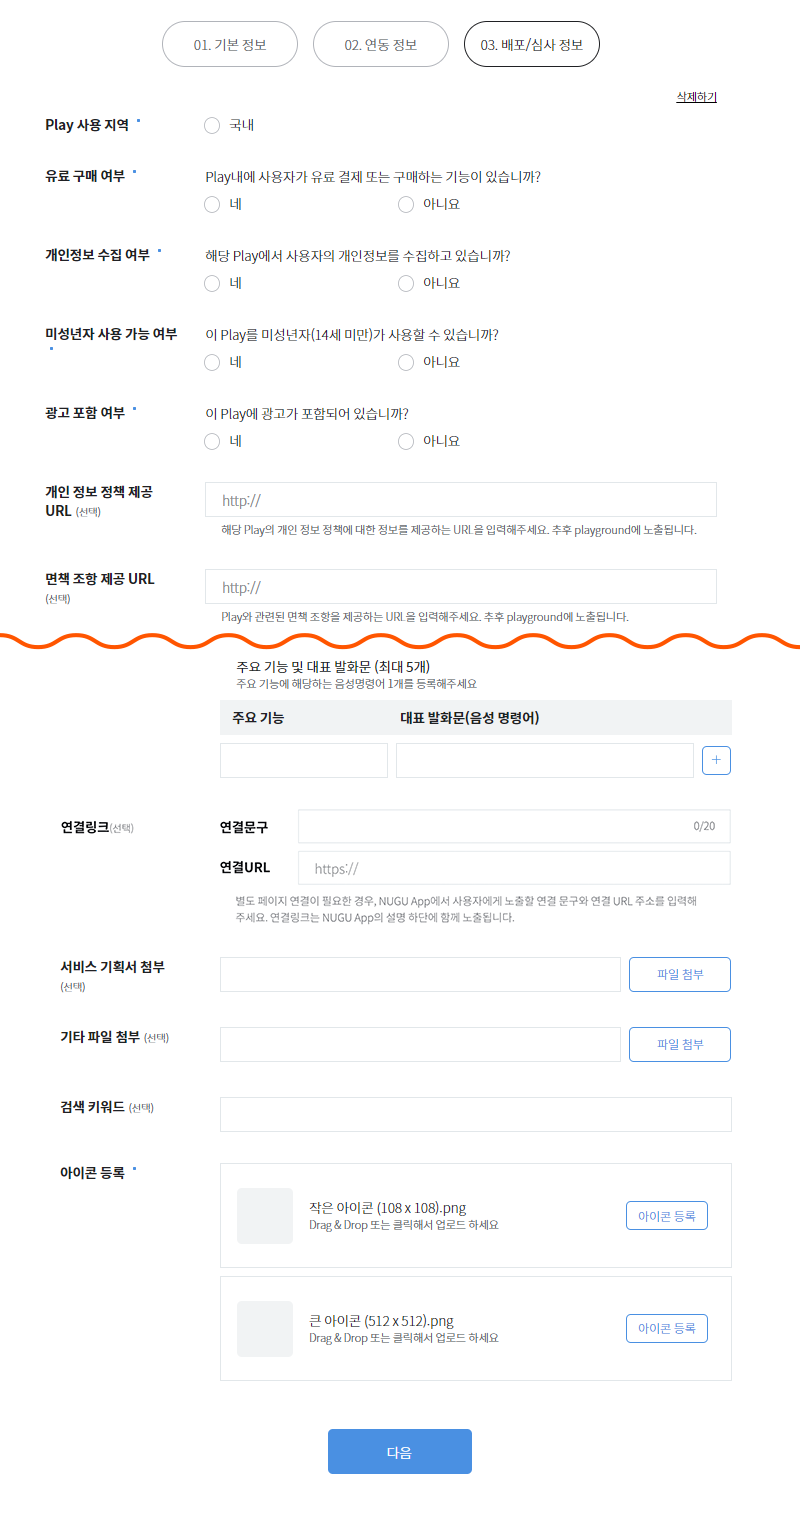 01. 기본 정보
02. 연동 정보
03. 배포/심사 정보
삭제하기
Play 사용 지역
국내
유료 구매 여부
Play내에 사용자가 유료 결제 또는 구매하는 기능이 있습니까?
네
아니요
개인정보 수집 여부
해당 Play에서 사용자의 개인정보를 수집하고 있습니까?
네
아니요
미성년자 사용 가능 여부
이 Play를 미성년자(14세 미만)가 사용할 수 있습니까?
네
아니요
광고 포함 여부
이 Play에 광고가 포함되어 있습니까?
네
아니요
개인 정보 정책 제공
URL (선택)
http://
해당 Play의 개인 정보 정책에 대한 정보를 제공하는 URL을 입력해주세요. 추후 playground에 노출됩니다.
면책 조항 제공 URL
(선택)
http://
Play와 관련된 면책 조항을 제공하는 URL을 입력해주세요. 추후 playground에 노출됩니다.
주요 기능 및 대표 발화문 (최대 5개)
주요 기능에 해당하는 음성명령어 1개를 등록해주세요
주요 기능
대표 발화문(음성 명령어)
+
연결링크(선택)
연결문구
0/20
연결URL
https://
별도 페이지 연결이 필요한 경우, NUGU App에서 사용자에게 노출할 연결 문구와 연결 URL 주소를 입력해
주세요. 연결링크는 NUGU App의 설명 하단에 함께 노출됩니다.
서비스 기획서 첨부
(선택)
파일 첨부
기타 파일 첨부 (선택)
파일 첨부
검색 키워드 (선택)
아이콘 등록
작은 아이콘 (108 x 108).png
Drag & Drop 또는 클릭해서 업로드 하세요
아이콘 등록
큰 아이콘 (512 x 512).png
Drag & Drop 또는 클릭해서 업로드 하세요
아이콘 등록
다음